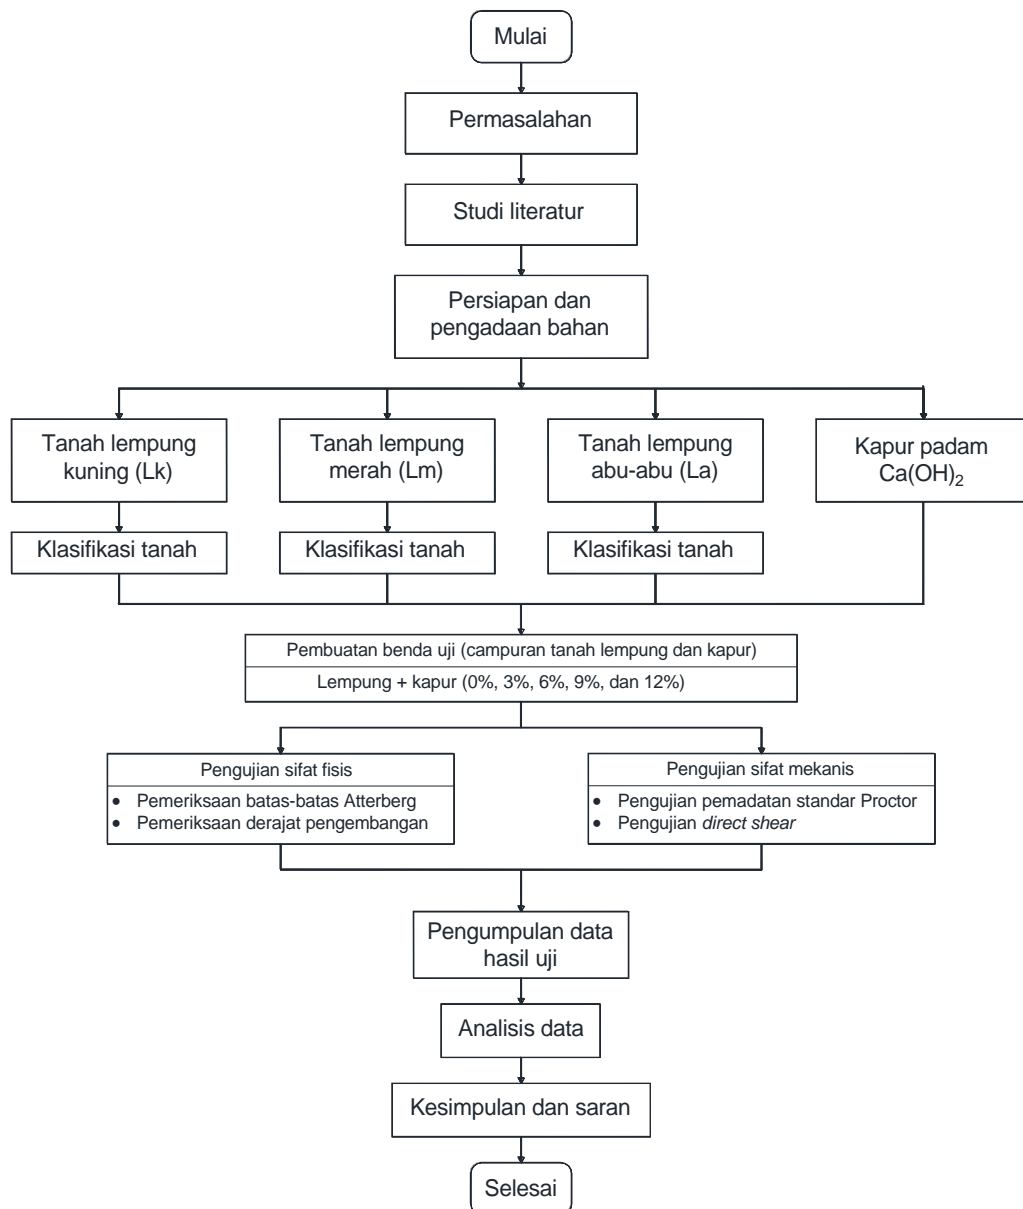 Mulai
Permasalahan
Studi literatur
Persiapan dan
pengadaan bahan
Tanah lempung
kuning (Lk)
Tanah lempung
merah (Lm)
Tanah lempung
abu-abu (La)
Kapur padam
Ca(OH)₂
Klasifikasi tanah
Klasifikasi tanah
Klasifikasi tanah
Pembuatan benda uji (campuran tanah lempung dan kapur)
Lempung + kapur (0%, 3%, 6%, 9%, dan 12%)
Pengujian sifat fisis
• Pemeriksaan batas-batas Atterberg
• Pemeriksaan derajat pengembangan
Pengujian sifat mekanis
• Pengujian pemadatan standar Proctor
• Pengujian direct shear
Pengumpulan data
hasil uji
Analisis data
Kesimpulan dan saran
Selesai